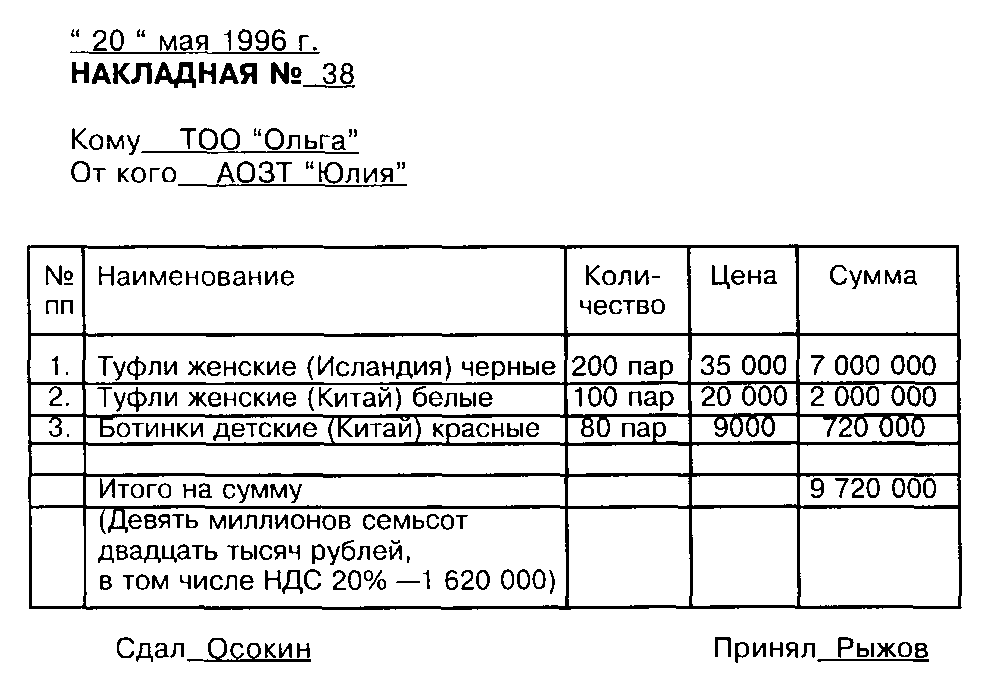 “ 20 “ мая 1996 г.
НАКЛАДНАЯ № 38
Кому ТОО “Ольга”
От кого АОЗТ “Юлия”
№ пп Наименование Коли- чество Цена Сумма
1. Туфли женские (Исландия) черные 200 пар 35 000 7 000 000
2. Туфли женские (Китай) белые 100 пар 20 000 2 000 000
3. Ботинки детские (Китай) красные 80 пар 9000 720 000
Итого на сумму 9 720 000
(Девять миллионов семьсот
двадцать тысяч рублей,
в том числе НДС 20% —1 620 000)
Сдал Осокин Принял Рыжов